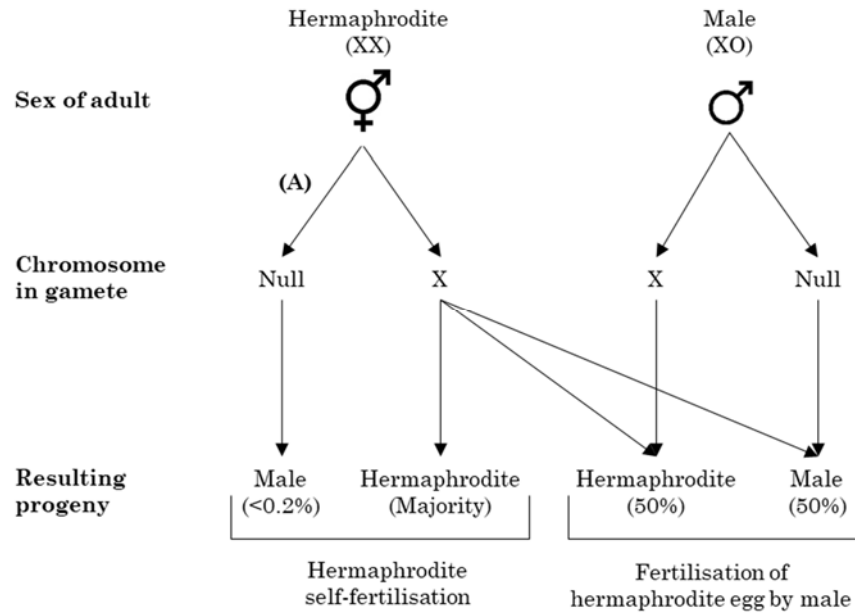 Hermaphrodite
(XX)
Male
(XO)
Sex of adult
(A)
Chromosome
in gamete
Null
X
X
Null
Resulting
progeny
Male
(<0.2%)
Hermaphrodite
(Majority)
Hermaphrodite
(50%)
Male
(50%)
Hermaphrodite
self-fertilisation
Fertilisation of
hermaphrodite egg by male